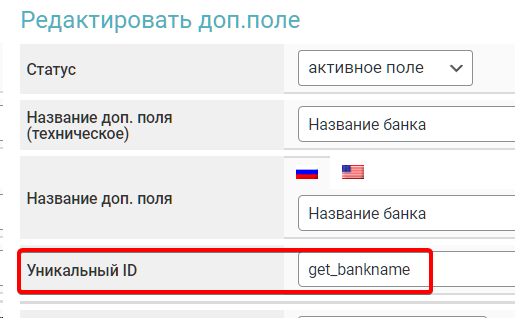 Редактировать доп.поле
Статус
активное поле
Название доп. поля
(техническое)
Название банка
Название доп. поля
Название банка
Уникальный ID
get_bankname